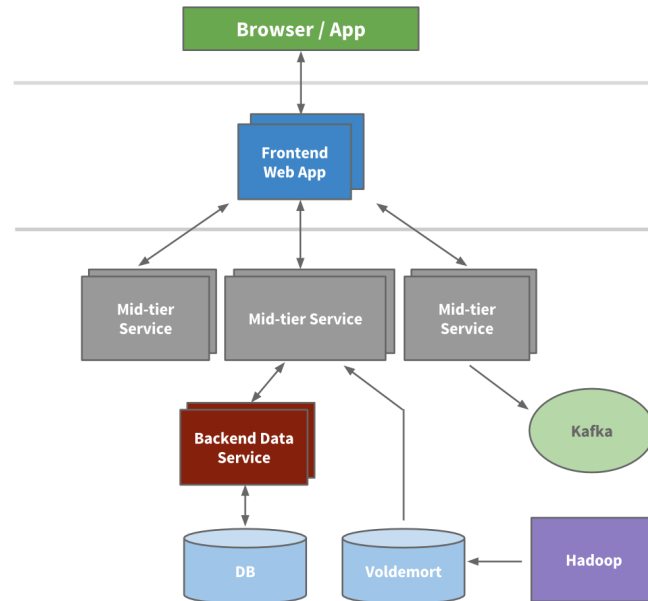 Browser / App
Frontend
Web App
Mid-tier
Service
Mid-tier Service
Mid-tier
Service
Backend Data
Service
Kafka
DB
Voldemort
Hadoop